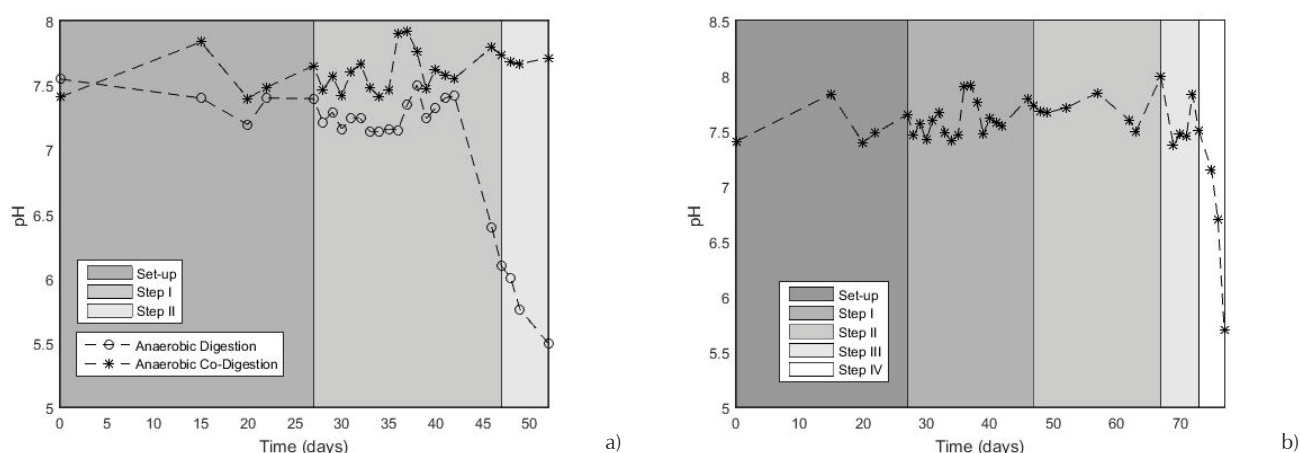 8
7.5
7
6.5
6
5.5
5
pH
0
5
10
15
20
25
30
35
40
45
50
Time (days)
Set-up
Step I
Step II
Anaerobic Digestion
Anaerobic Co-Digestion
a)
8.5
8
7.5
7
6.5
6
5.5
5
pH
0
10
20
30
40
50
60
70
Time (days)
Set-up
Step I
Step II
Step III
Step IV
b)